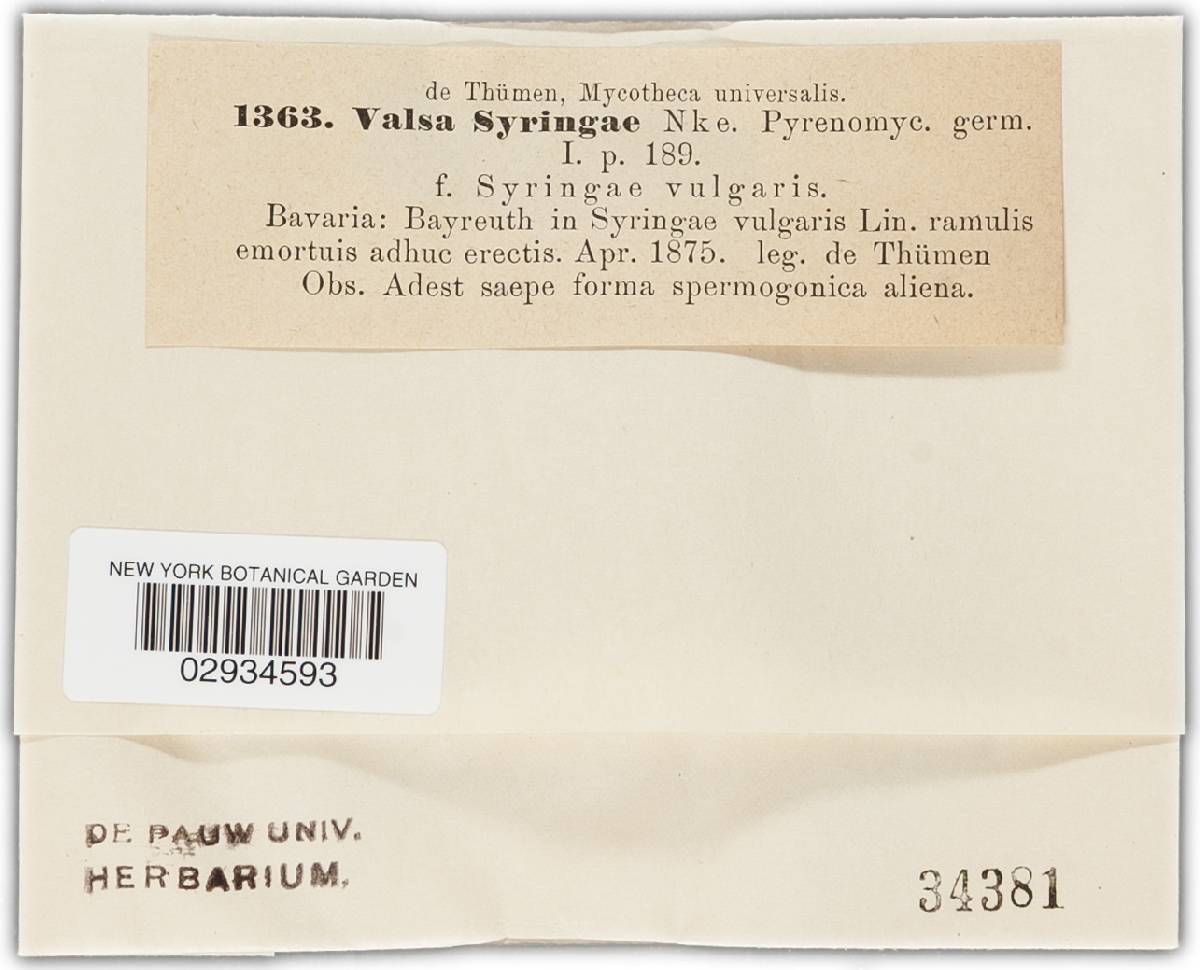 de Thümen, Mycotheca universalis.
1363. Valsa Syringae Nke. Pyrenomyc. germ.
I. p. 189.
f. Syringae vulgaris.
Bavaria: Bayreuth in Syringae vulgaris Lin. ramulis
emortuis adhuc erectis. Apr. 1875. leg. de Thümen
Obs. Adest saepe forma spermogonica aliena.
NEW YORK BOTANICAL GARDEN
02934593
DE PAUW UNIV.
HERBARIUM.
34381